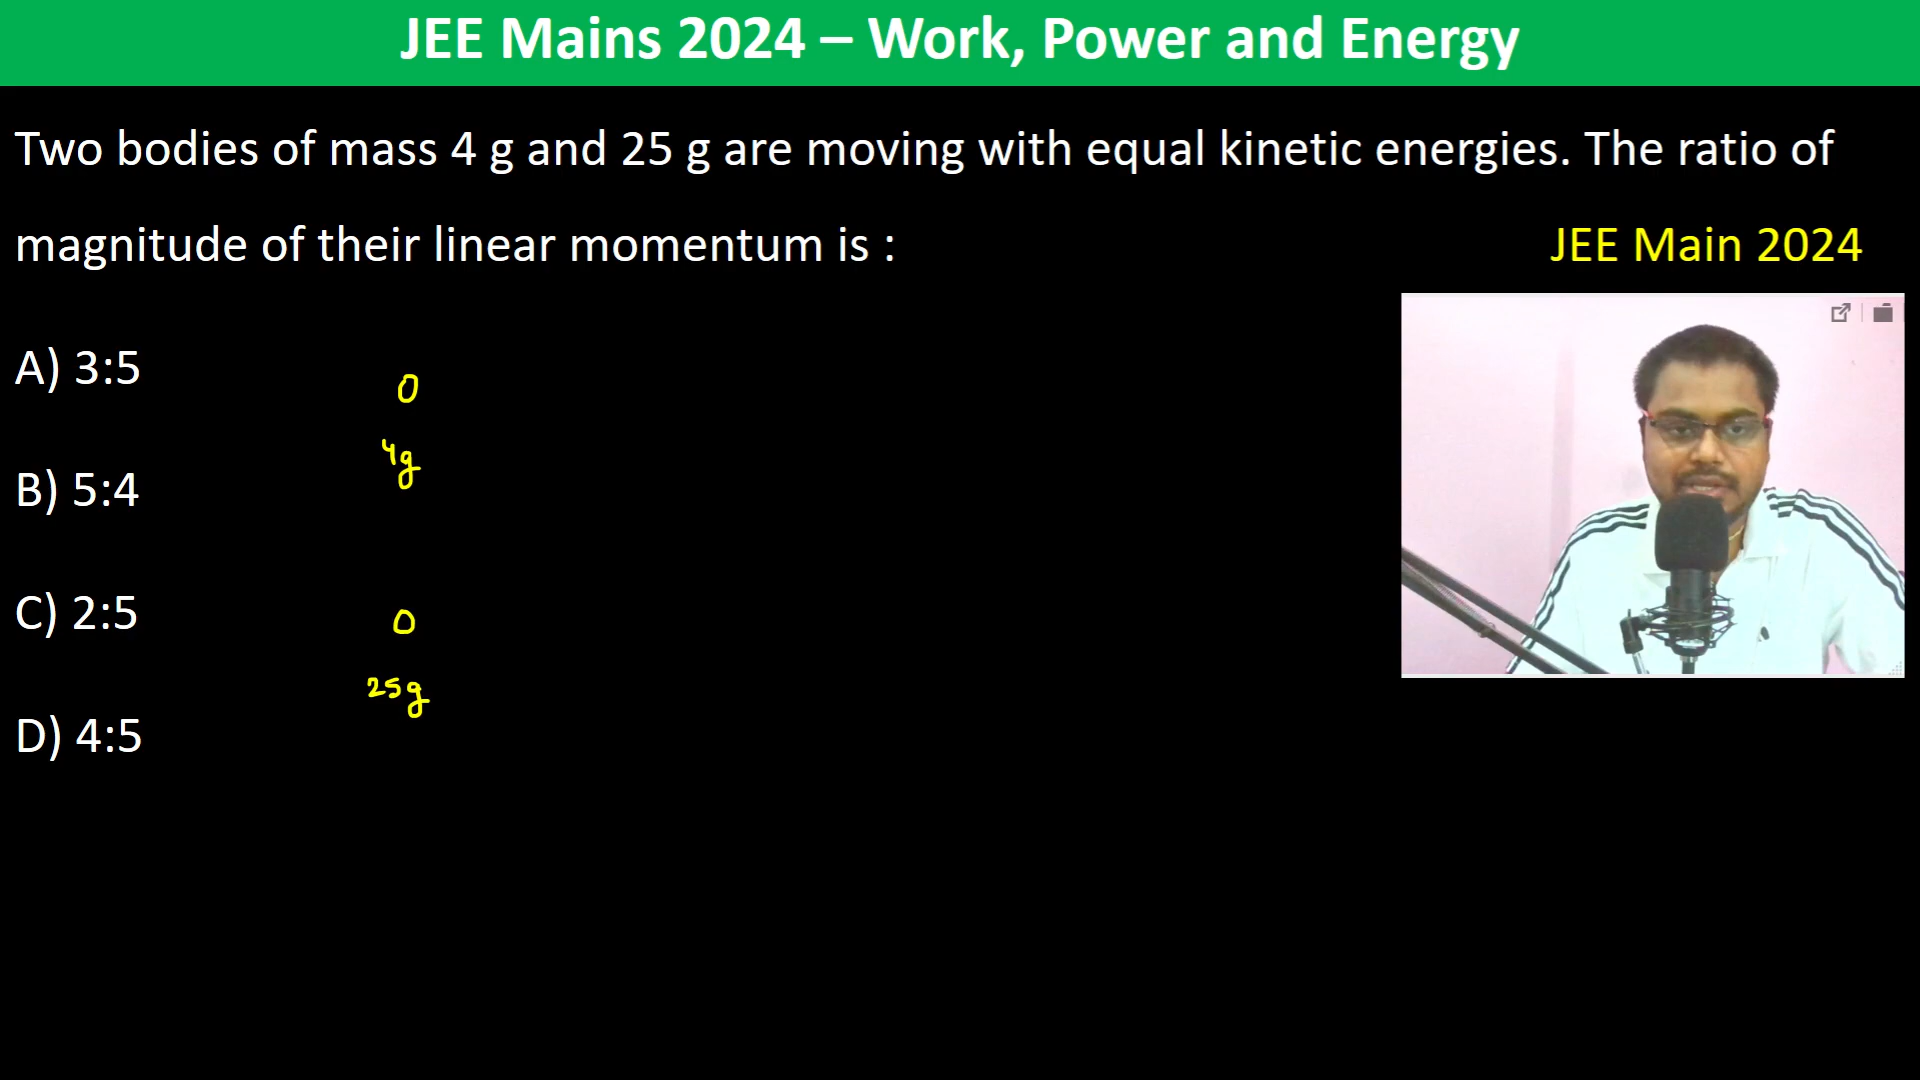 JEE Mains 2024 – Work, Power and Energy
Two bodies of mass 4 g and 25 g are moving with equal kinetic energies. The ratio of
magnitude of their linear momentum is :
JEE Main 2024
A) 3:5
B) 5:4
C) 2:5
D) 4:5
4g
25g